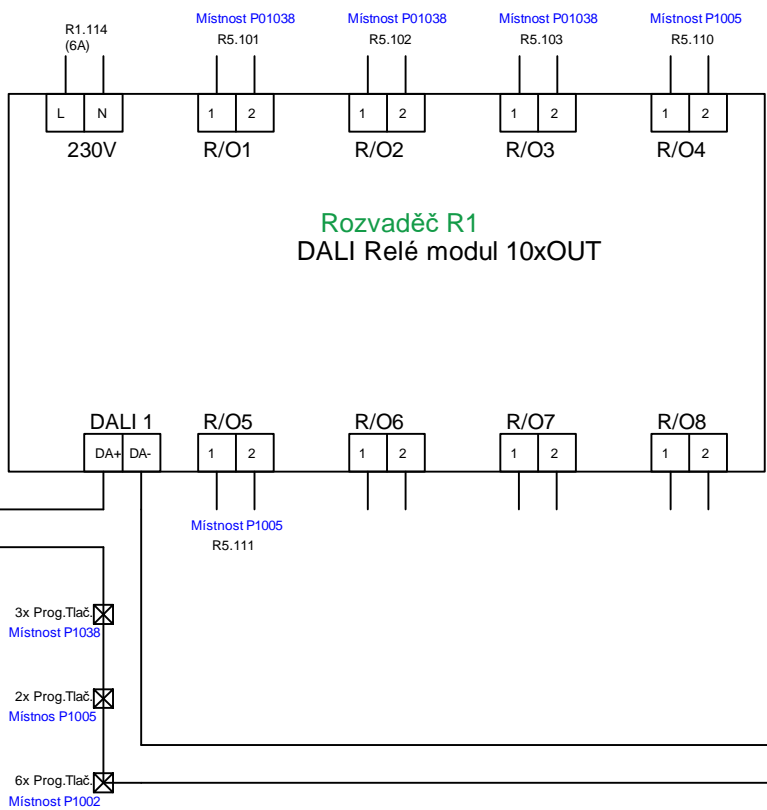 R1.114
(6A)
Místnost P01038
R5.101
Místnost P01038
R5.102
Místnost P01038
R5.103
Místnost P1005
R5.110
L N
1 2
1 2
1 2
1 2
230V
R/O1
R/O2
R/O3
R/O4
Rozvaděč R1
DALI Relé modul 10xOUT
DALI 1
R/O5
R/O6
R/O7
R/O8
DA+ DA-
1 2
1 2
1 2
1 2
Místnost P1005
R5.111
3x Prog.Tlač.
Místnost P1038
2x Prog.Tlač.
Místnos P1005
6x Prog.Tlač.
Místnost P1002